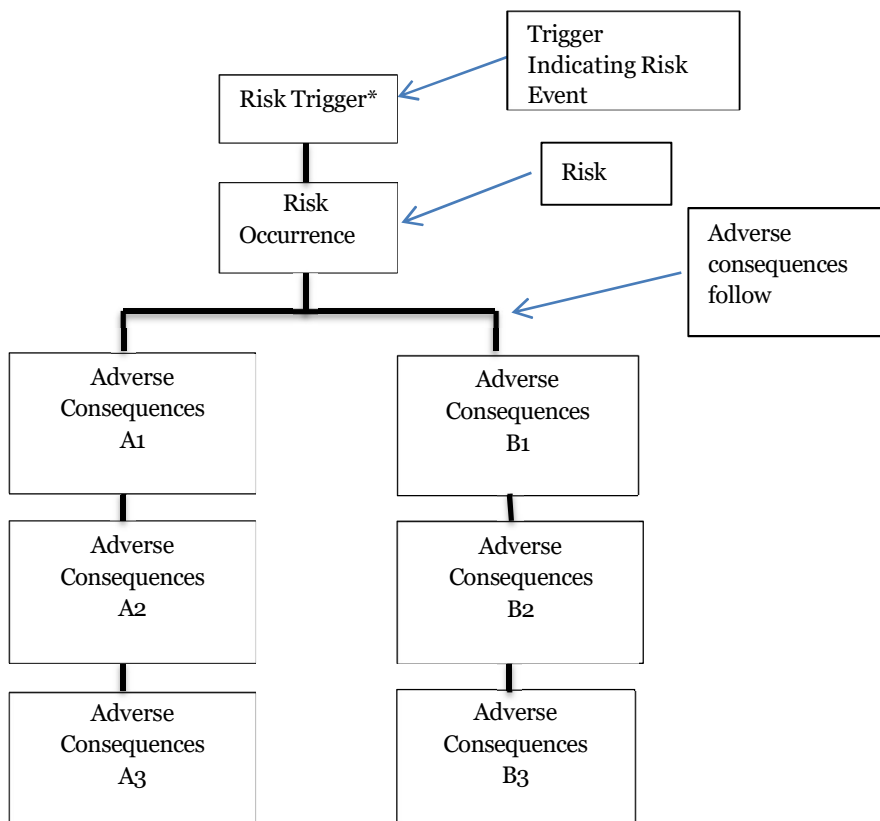 Trigger
Indicating Risk
Event
Risk Trigger*
Risk
Risk
Occurrence
Adverse
consequences
follow
Adverse
Consequences
A1
Adverse
Consequences
B1
Adverse
Consequences
A2
Adverse
Consequences
B2
Adverse
Consequences
A3
Adverse
Consequences
B3